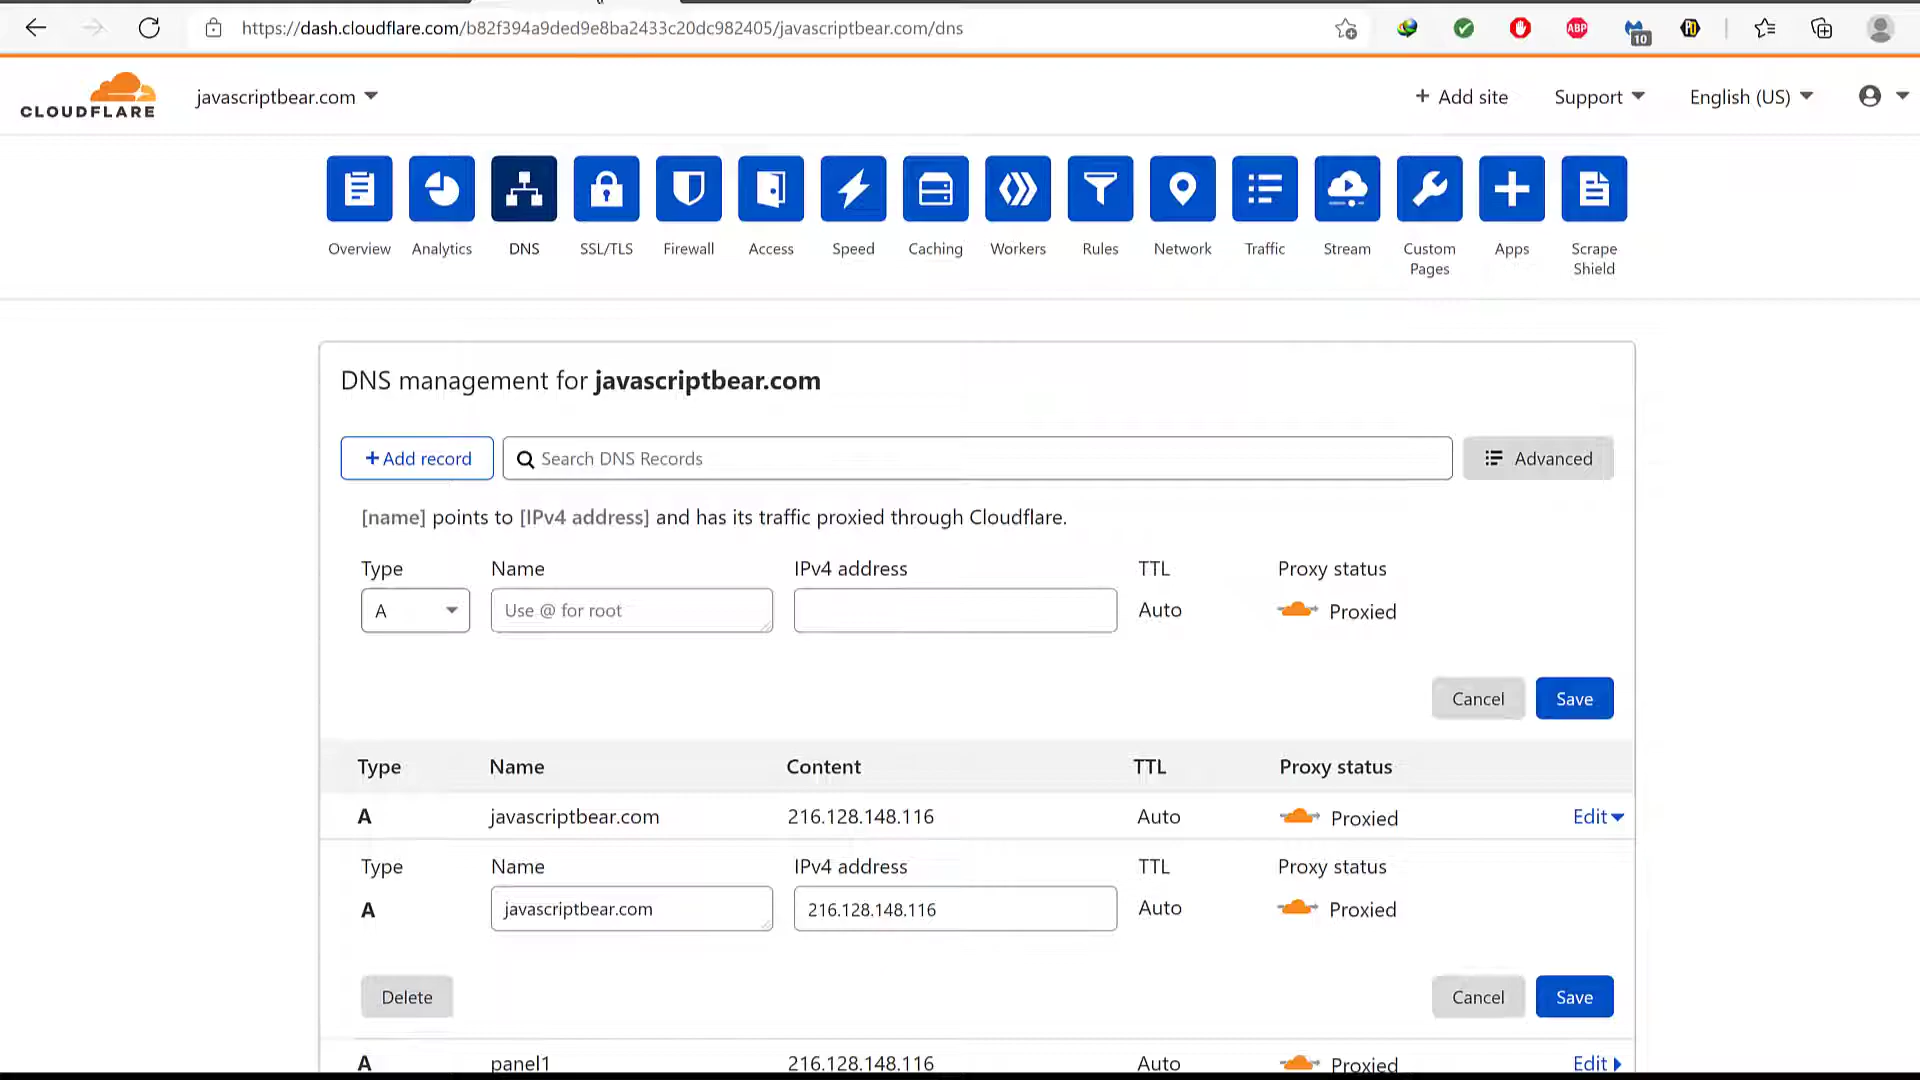 https://dash.cloudflare.com/b82f394a9ded9e8ba2433c20dc982405/javascriptbear.com/dns
ABP
10
CLOUDFLARE
javascriptbear.com
+ Add site
Support
English (US)
Overview
Analytics
DNS
SSL/TLS
Firewall
Access
Speed
Caching
Workers
Rules
Network
Traffic
Stream
Custom Pages
Apps
Scrape Shield
DNS management for javascriptbear.com
+ Add record
Search DNS Records
Advanced
[name] points to [IPv4 address] and has its traffic proxied through Cloudflare.
Type Name IPv4 address TTL Proxy status
A Use @ for root Auto Proxied
Cancel Save
Type Name Content TTL Proxy status
A javascriptbear.com 216.128.148.116 Auto Proxied Edit
Type Name IPv4 address TTL Proxy status
A javascriptbear.com 216.128.148.116 Auto Proxied
Delete Cancel Save
A panel1 216.128.148.116 Auto Proxied Edit